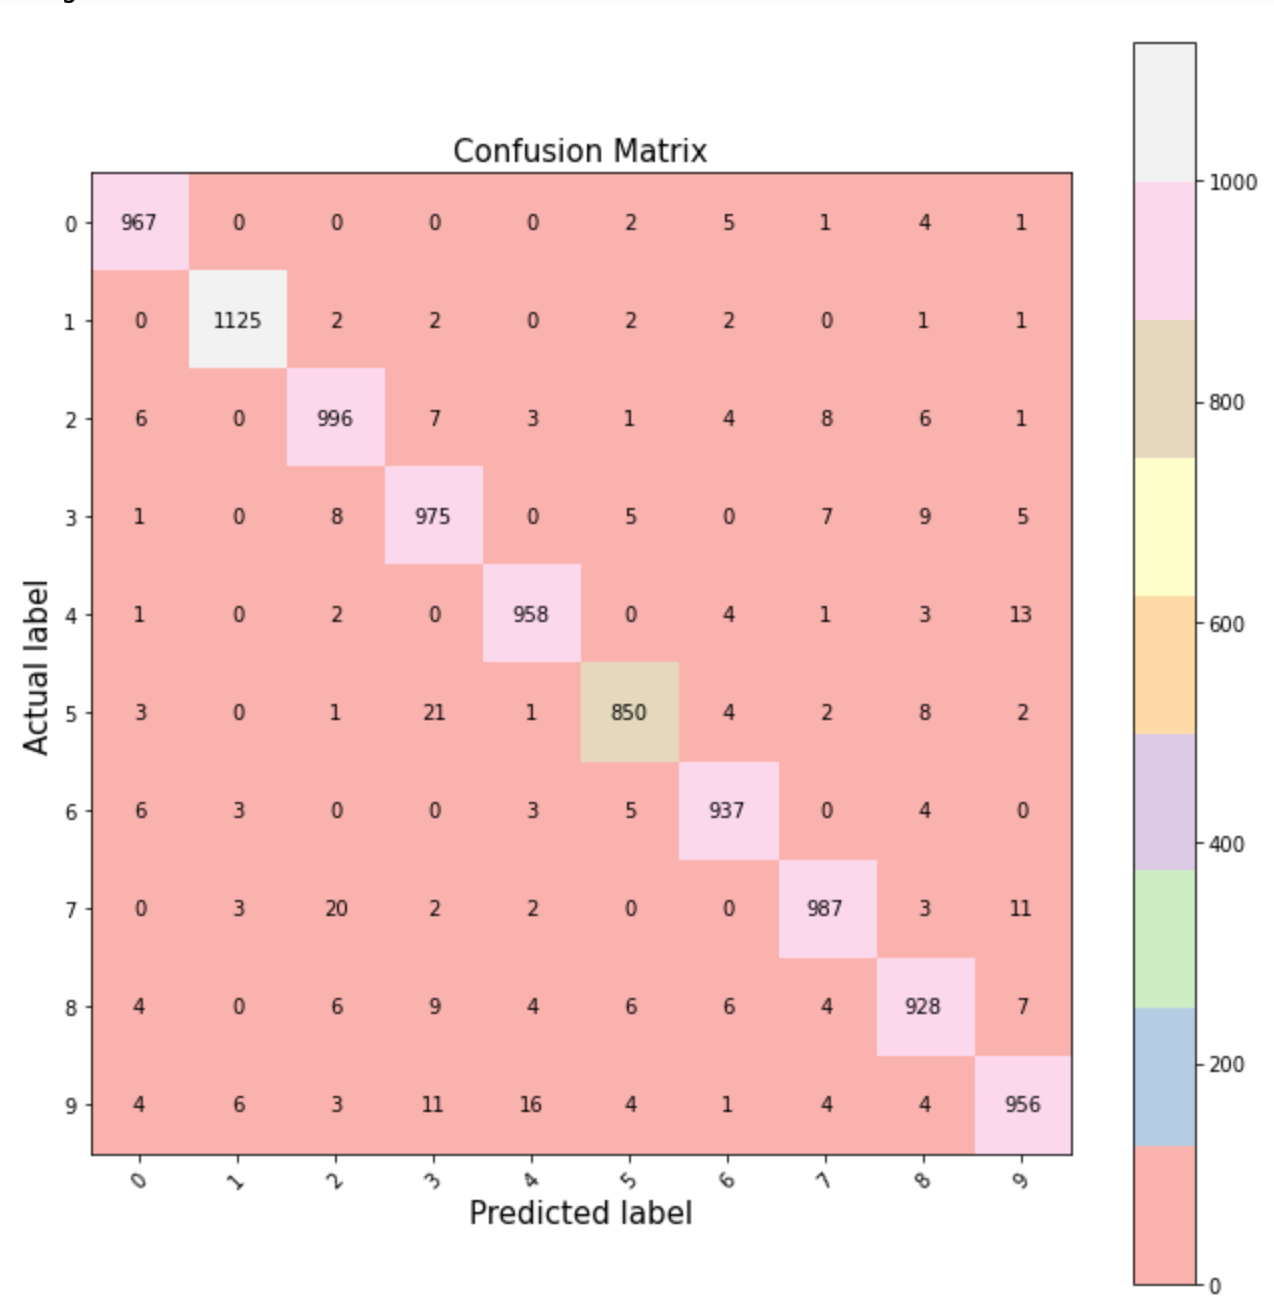 Confusion Matrix
0 967 0 0 0 0 2 5 1 4 1
1 0 1125 2 2 0 2 2 0 1 1
2 6 0 996 7 3 1 4 8 6 1
3 1 0 8 975 0 5 0 7 9 5
4 1 0 2 0 958 0 4 1 3 13
5 3 0 1 21 1 850 4 2 8 2
6 6 3 0 0 3 5 937 0 4 0
7 0 3 20 2 2 0 0 987 3 11
8 4 0 6 9 4 6 6 4 928 7
9 4 6 3 11 16 4 1 4 4 956
0 1 2 3 4 5 6 7 8 9
Actual label
Predicted label
1000
800
600
400
200
0